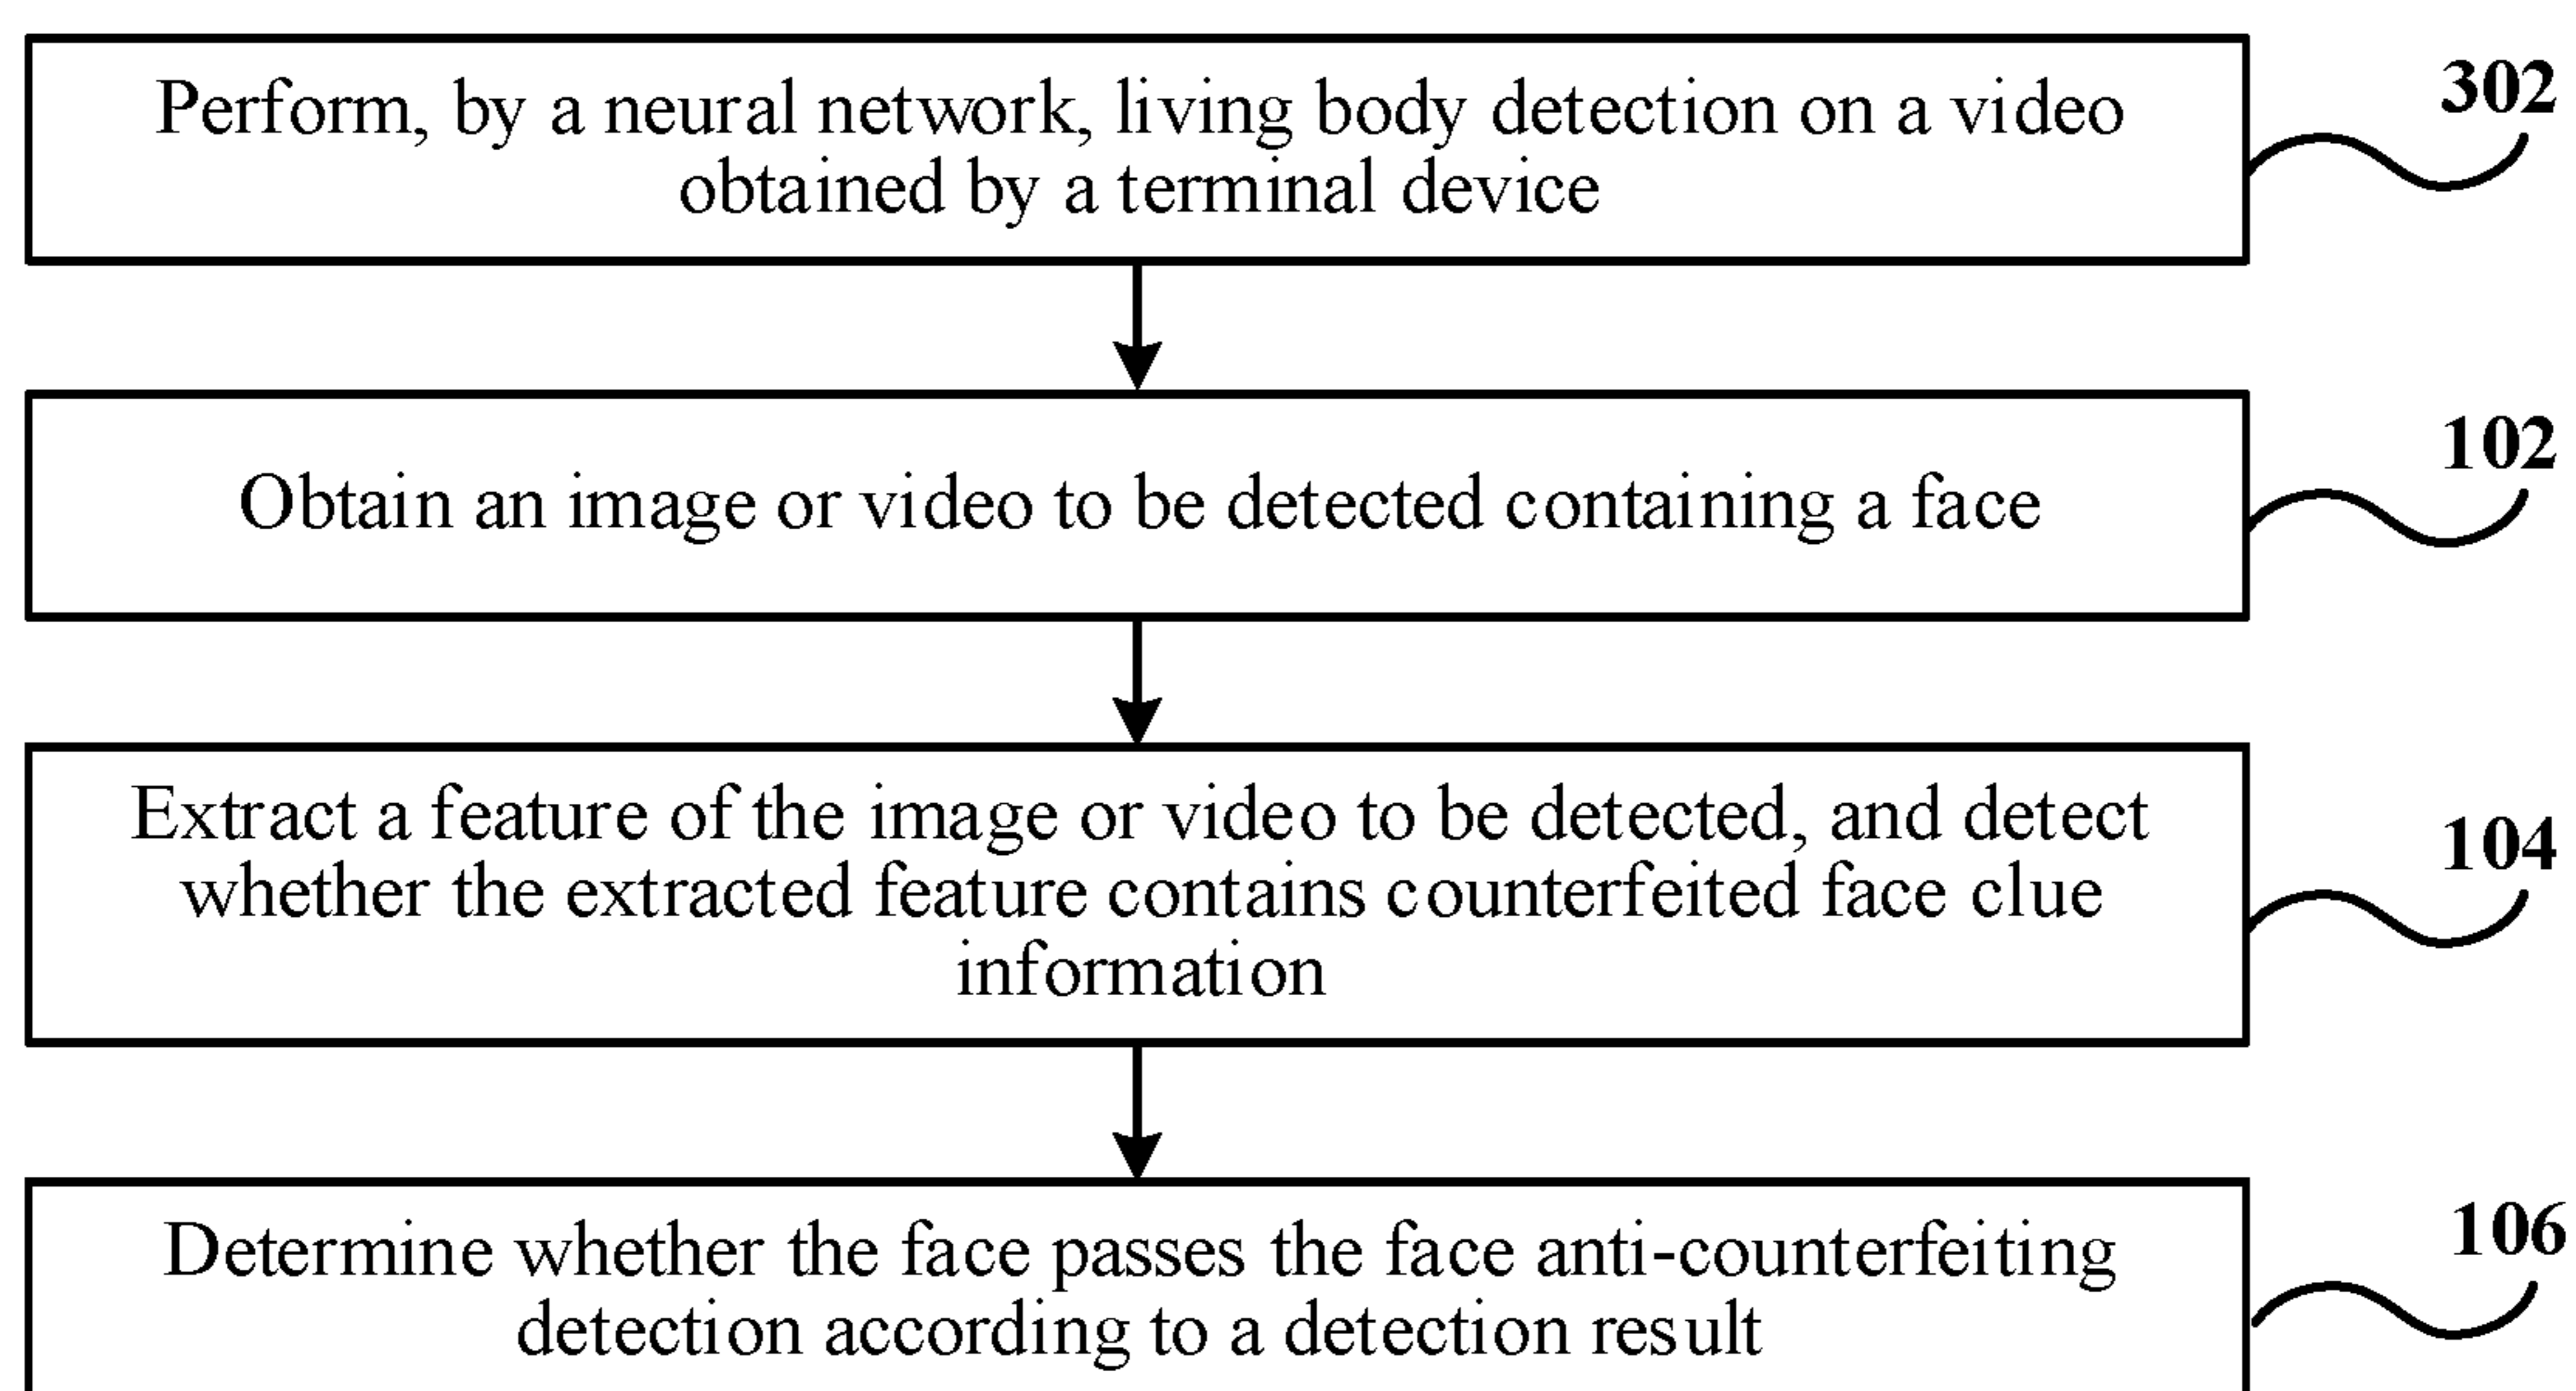 Perform, by a neural network, living body detection on a video
obtained by a terminal device
302
Obtain an image or video to be detected containing a face
102
Extract a feature of the image or video to be detected, and detect
whether the extracted feature contains counterfeited face clue
information
104
Determine whether the face passes the face anti-counterfeiting
detection according to a detection result
106